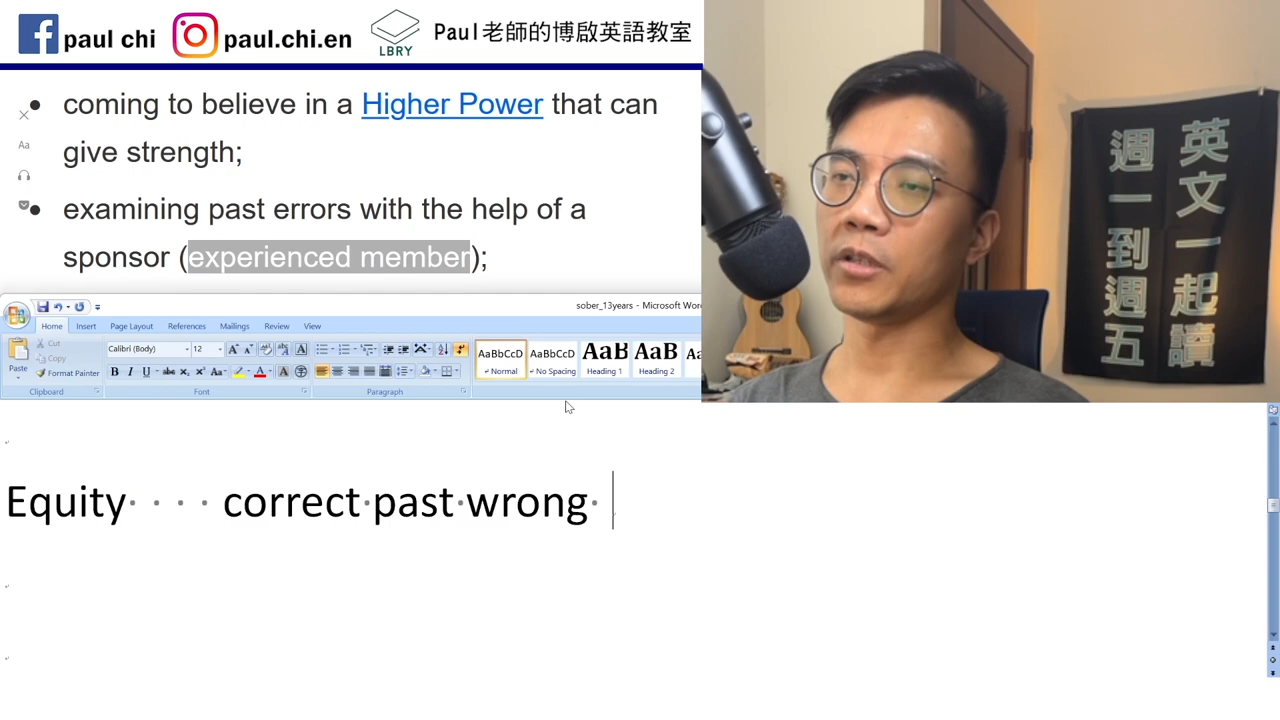 paul chi
paul.chi.en
LBRY
Paul老師的博啟英語教室
coming to believe in a Higher Power that can
give strength;
Aa
examining past errors with the help of a
sponsor (experienced member);
sober_13years - Microsoft Wor
Home Insert Page Layout References Mailings Review View
Cut
Copy
Format Painter
Paste
Clipboard
Calibri (Body) 12
Font
Paragraph
AaBbCcD AaBbCcD AaB AaB Aa
Normal No Spacing Heading 1 Heading 2
Equity correct past wrong
英文一起讀
週一到週五